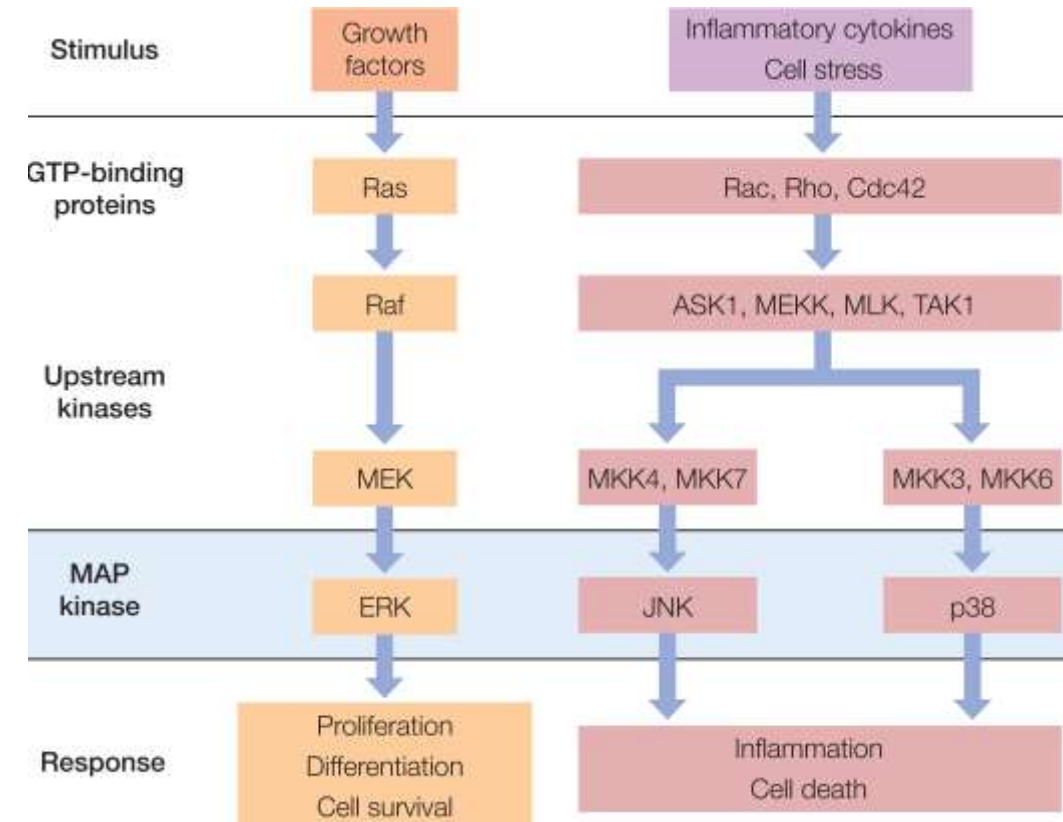 Stimulus
Growth
factors
Inflammatory cytokines
Cell stress
GTP-binding
proteins
Ras
Rac, Rho, Cdc42
Upstream
kinases
Raf
ASK1, MEKK, MLK, TAK1
MEK
MKK4, MKK7
MKK3, MKK6
MAP
kinase
ERK
JNK
p38
Response
Proliferation
Differentiation
Cell survival
Inflammation
Cell death